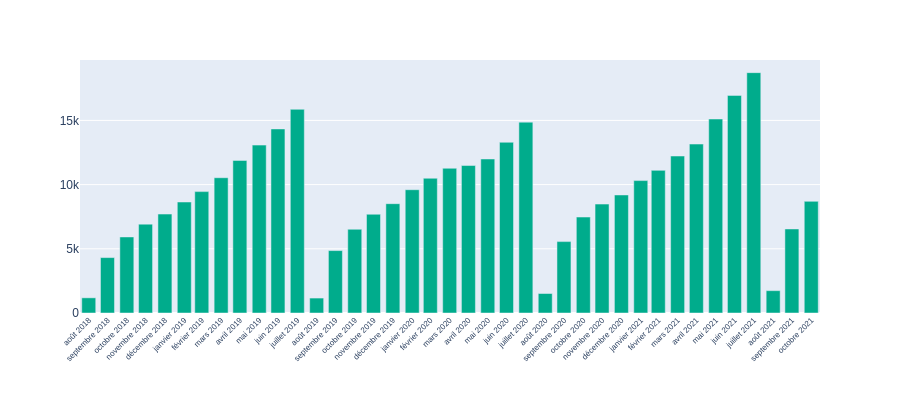 15k
10k
5k
0
août 2018
septembre 2018
octobre 2018
novembre 2018
décembre 2018
janvier 2019
février 2019
mars 2019
avril 2019
mai 2019
juin 2019
juillet 2019
août 2019
septembre 2019
octobre 2019
novembre 2019
décembre 2019
janvier 2020
février 2020
mars 2020
avril 2020
mai 2020
juin 2020
juillet 2020
août 2020
septembre 2020
octobre 2020
novembre 2020
décembre 2020
janvier 2021
février 2021
mars 2021
avril 2021
mai 2021
juin 2021
juillet 2021
août 2021
septembre 2021
octobre 2021